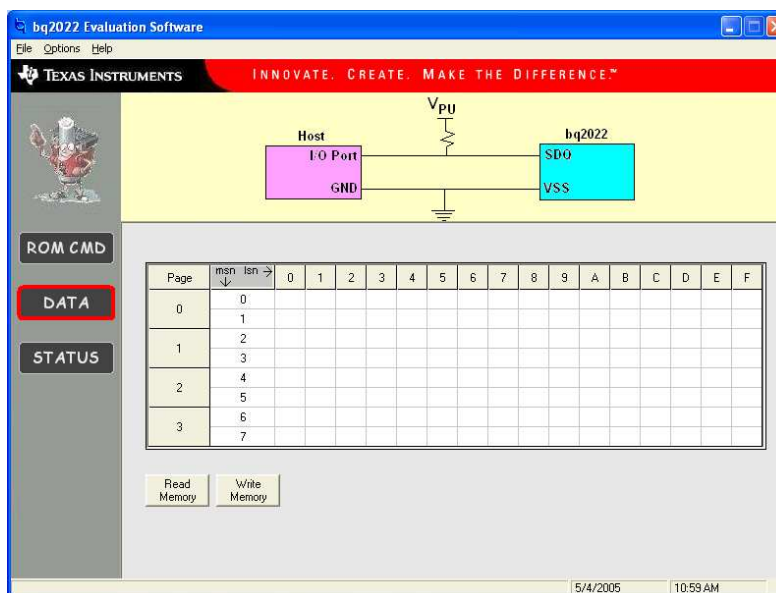 bq2022 Evaluation Software
File Options Help
TEXAS INSTRUMENTS
INNOVATE. CREATE. MAKE THE DIFFERENCE.™
VPU
Host
bq2022
I/O Port
SDQ
GND
VSS
ROM CMD
DATA
STATUS
Page msn lsn → ↓ 0 1 2 3 4 5 6 7 8 9 A B C D E F
0 0
1
1 2
3
2 4
5
3 6
7
Read Memory
Write Memory
5/4/2005 10:59 AM